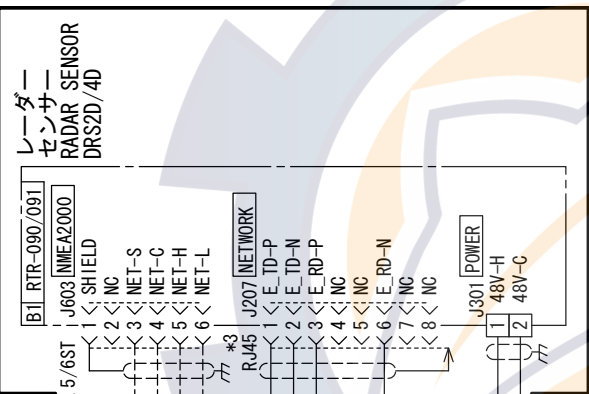 レーダー
センサー
RADAR SENSOR
DRS2D/4D
B1 RTR-090/091
J603 NMEA2000
5/6ST
1 SHIELD
2 NC
3 NET-S
4 NET-C
5 NET-H
6 NET-L
*3
RJ45
J207 NETWORK
1 E_TD-P
2 E_TD-N
3 E_RD-P
4 NC
5 NC
6 E_RD-N
7 NC
8 NC
J301 POWER
1 48V-H
2 48V-C